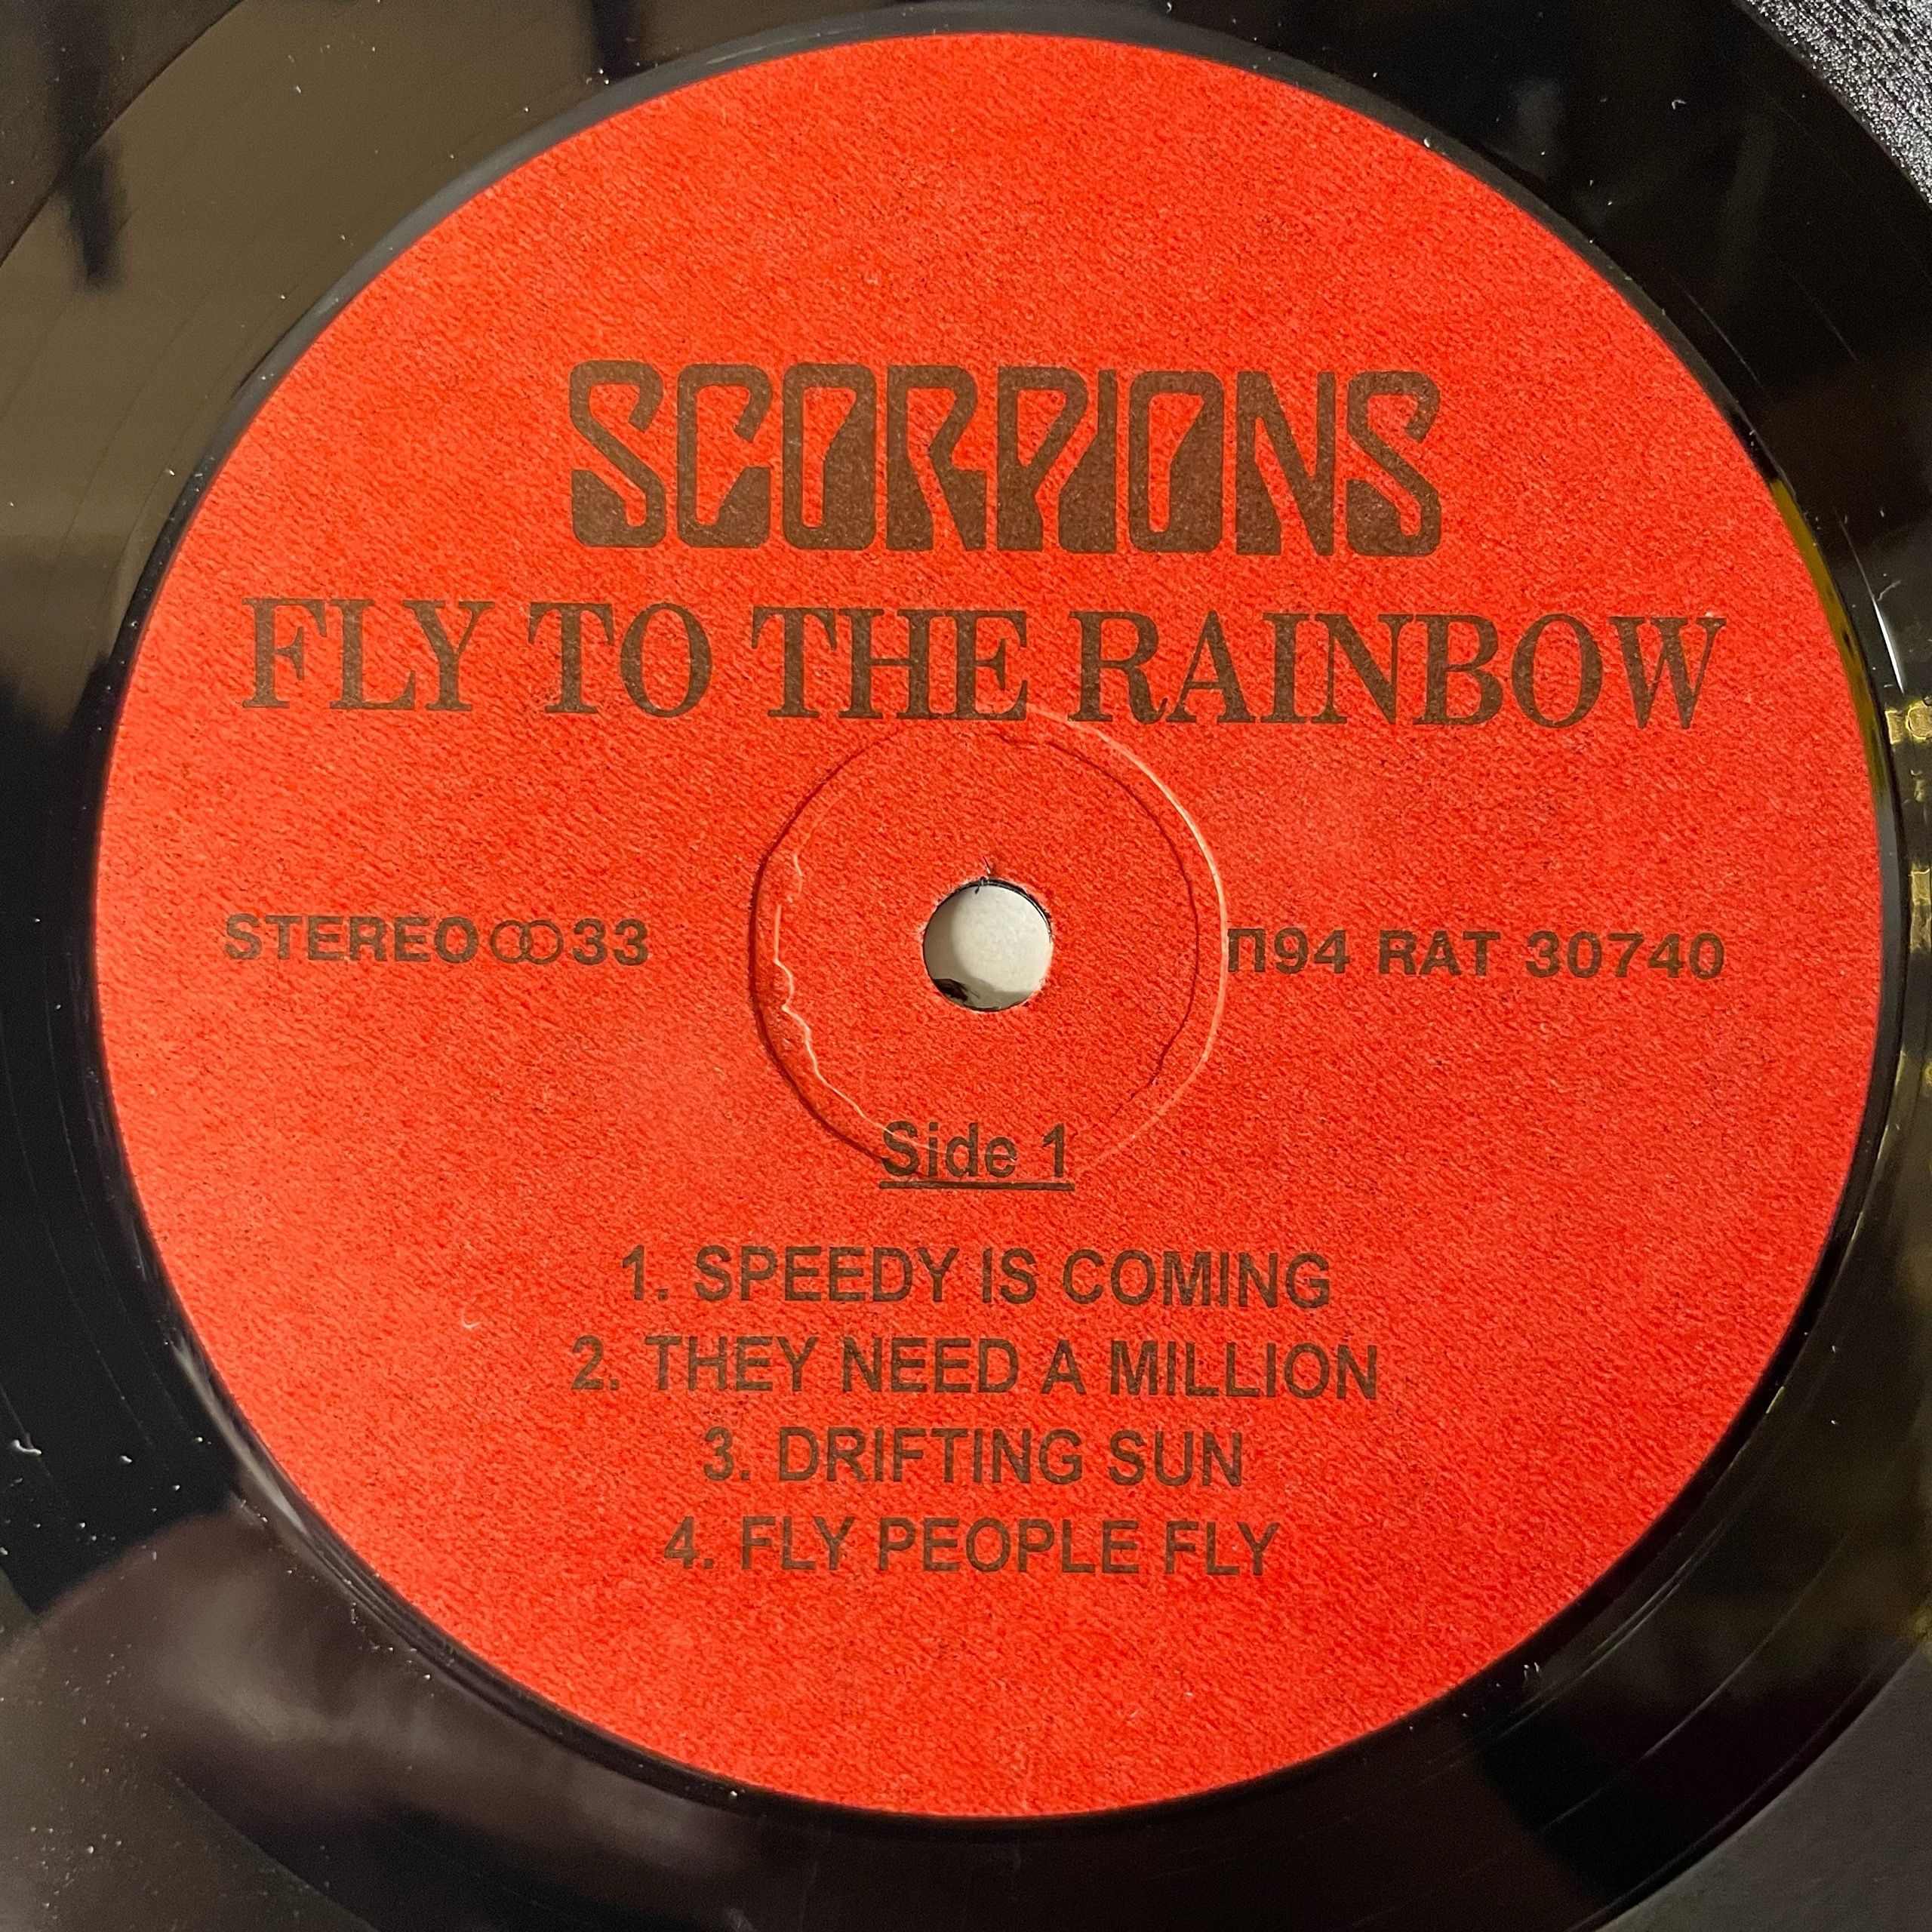 SCORPIONS
FLY TO THE RAINBOW
STEREO ꝏ 33
П94 RAT 30740
Side 1
1. SPEEDY IS COMING
2. THEY NEED A MILLION
3. DRIFTING SUN
4. FLY PEOPLE FLY